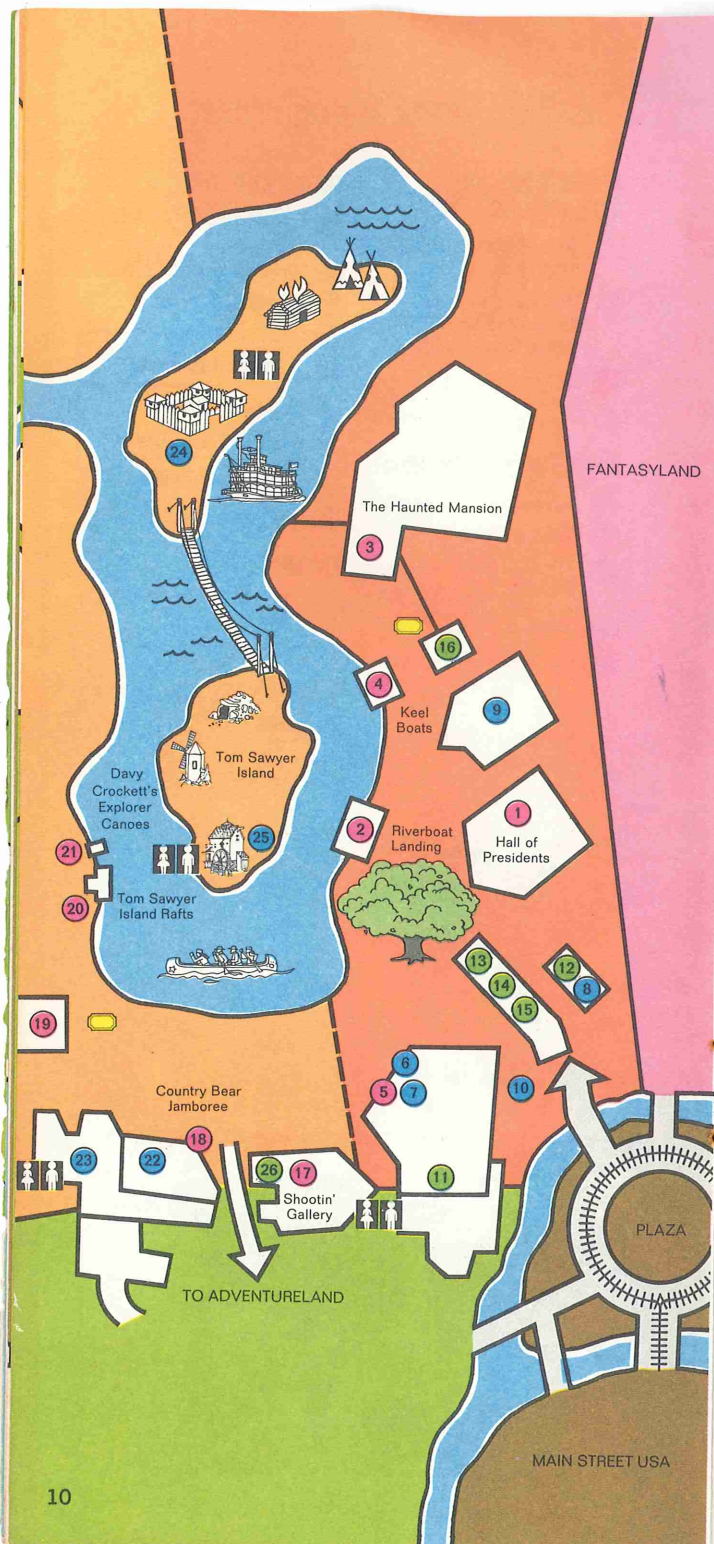 FANTASYLAND
24
The Haunted Mansion
3
16
4
Keel
Boats
9
Tom Sawyer
Island
Davy
Crockett's
Explorer
Canoes
25
2
Riverboat
Landing
1
Hall of
Presidents
21
20
Tom Sawyer
Island Rafts
13
14
15
12
8
19
6
5
7
10
Country Bear
Jamboree
18
23
22
26
17
Shootin'
Gallery
11
PLAZA
TO ADVENTURELAND
MAIN STREET USA
10